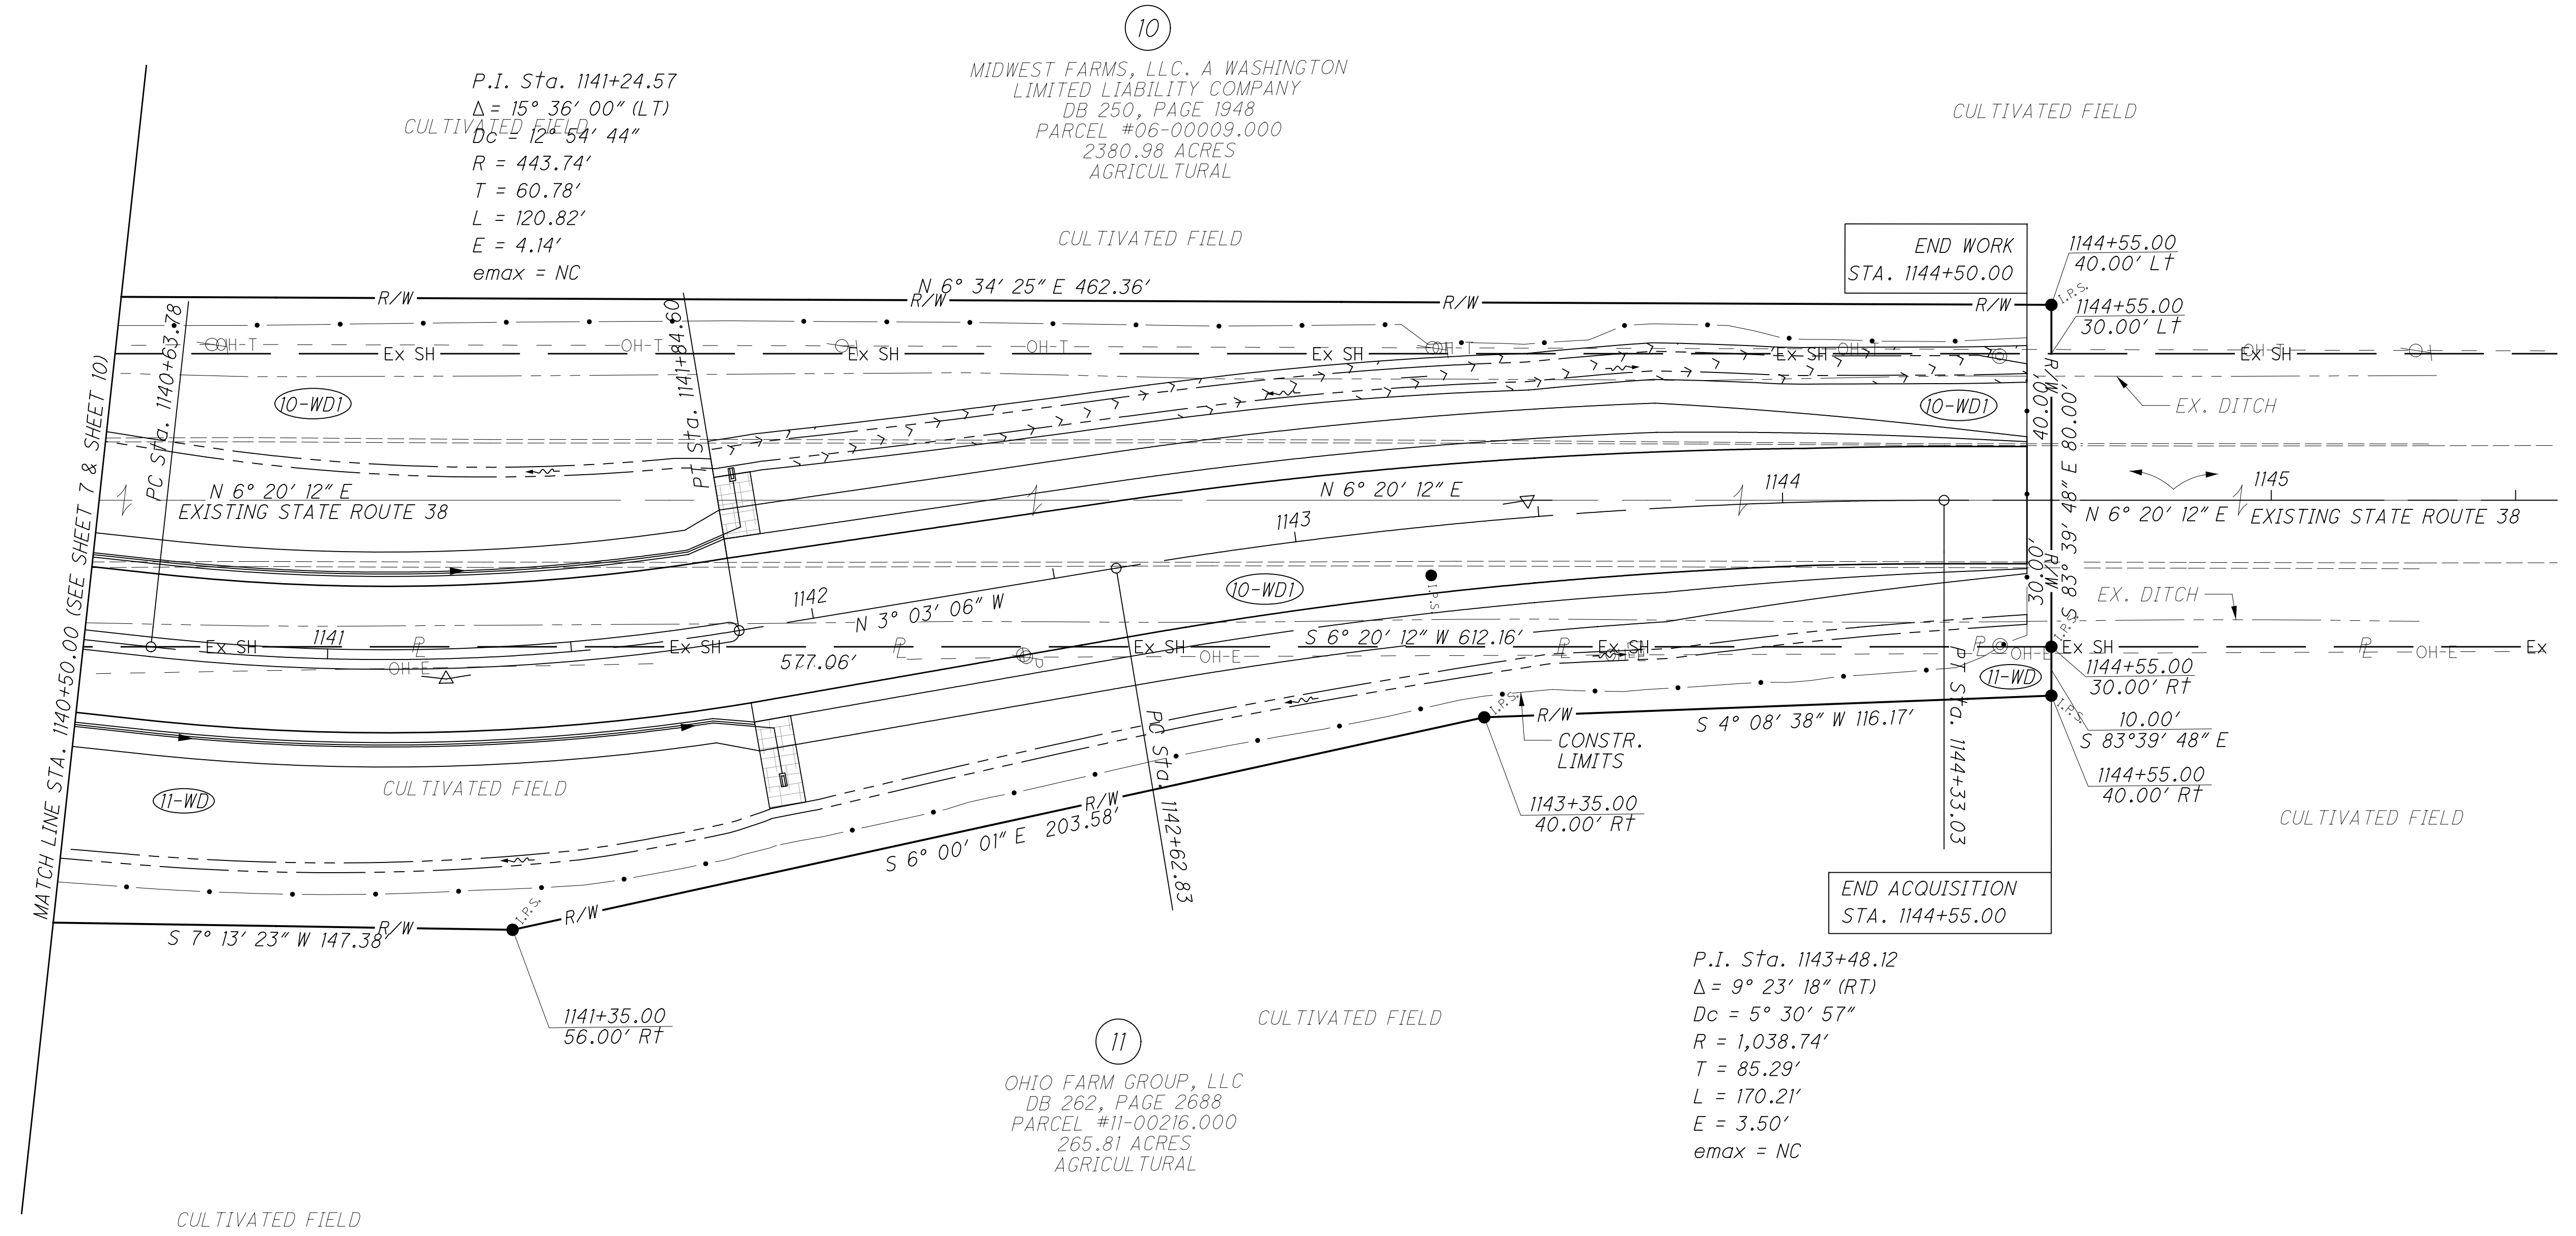 10
MIDWEST FARMS, LLC. A WASHINGTON
LIMITED LIABILITY COMPANY
DB 250, PAGE 1948
PARCEL #06-00009.000
2380.98 ACRES
AGRICULTURAL
P.I. Sta. 1141+24.57
Δ = 15° 36' 00" (LT)
CULTIVATED FIELD
Dc = 12° 54' 44"
R = 443.74'
T = 60.78'
L = 120.82'
E = 4.14'
emax = NC
CULTIVATED FIELD
CULTIVATED FIELD
END WORK
STA. 1144+50.00
1144+55.00
40.00' Lt
I.P.S.
1144+55.00
30.00' Lt
N 6° 34' 25" E 462.36'
R/W
R/W
R/W
R/W
PC Sta. 1140+63.78
PT Sta. 1141+84.60
OH-T
OH-T
OH-T
OH-T
OH-T
OH-T
Ex SH
Ex SH
Ex SH
Ex SH
Ex SH
10-WD1
10-WD1
R/W
40.00'
EX. DITCH
S 83° 39' 48" E 80.00'
MATCH LINE STA. 1140+50.00 (SEE SHEET 7 & SHEET 10)
N 6° 20' 12" E
EXISTING STATE ROUTE 38
N 6° 20' 12" E
1144
1145
N 6° 20' 12" E
EXISTING STATE ROUTE 38
1143
1142
N 3° 03' 06" W
10-WD1
I.P.S.
30.00'
R/W
EX. DITCH
1141
Ex SH
PL
Ex SH
PL
Ex SH
S 6° 20' 12" W 612.16'
PL
Ex SH
PL
I.P.S.
Ex SH
PL
Ex
577.06'
OH-E
OH-E
OH-E
OH-E
OH-E
11-WD
1144+55.00
30.00' Rt
I.P.S.
10.00'
S 83°39' 48" E
1144+55.00
40.00' Rt
I.P.S.
R/W
S 4° 08' 38" W 116.17'
PT Sta. 1144+33.03
CONSTR.
LIMITS
1143+35.00
40.00' Rt
PC Sta. 1142+62.83
CULTIVATED FIELD
11-WD
R/W
S 6° 00' 01" E 203.58'
CULTIVATED FIELD
I.P.S.
R/W
R/W
S 7° 13' 23" W 147.38'
END ACQUISITION
STA. 1144+55.00
1141+35.00
56.00' Rt
CULTIVATED FIELD
11
OHIO FARM GROUP, LLC
DB 262, PAGE 2688
PARCEL #11-00216.000
265.81 ACRES
AGRICULTURAL
P.I. Sta. 1143+48.12
Δ = 9° 23' 18" (RT)
Dc = 5° 30' 57"
R = 1,038.74'
T = 85.29'
L = 170.21'
E = 3.50'
emax = NC
CULTIVATED FIELD